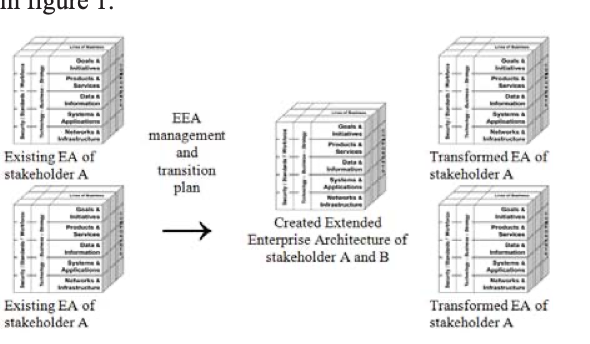 in figure 1.
Lines of Business
Goals &
Initiatives
Products &
Services
Data &
Information
Systems &
Applications
Networks &
Infrastructure
Security / Standards / Workforce
Technology - Business - Strategy
Existing EA of
stakeholder A
Lines of Business
Goals &
Initiatives
Products &
Services
Data &
Information
Systems &
Applications
Networks &
Infrastructure
Security / Standards / Workforce
Technology - Business - Strategy
Existing EA of
stakeholder A
EEA
management
and
transition
plan
Lines of Business
Goals &
Initiatives
Products &
Services
Data &
Information
Systems &
Applications
Networks &
Infrastructure
Security / Standards / Workforce
Technology - Business - Strategy
Created Extended
Enterprise Architecture of
stakeholder A and B
Lines of Business
Goals &
Initiatives
Products &
Services
Data &
Information
Systems &
Applications
Networks &
Infrastructure
Security / Standards / Workforce
Technology - Business - Strategy
Transformed EA of
stakeholder A
Lines of Business
Goals &
Initiatives
Products &
Services
Data &
Information
Systems &
Applications
Networks &
Infrastructure
Security / Standards / Workforce
Technology - Business - Strategy
Transformed EA of
stakeholder A